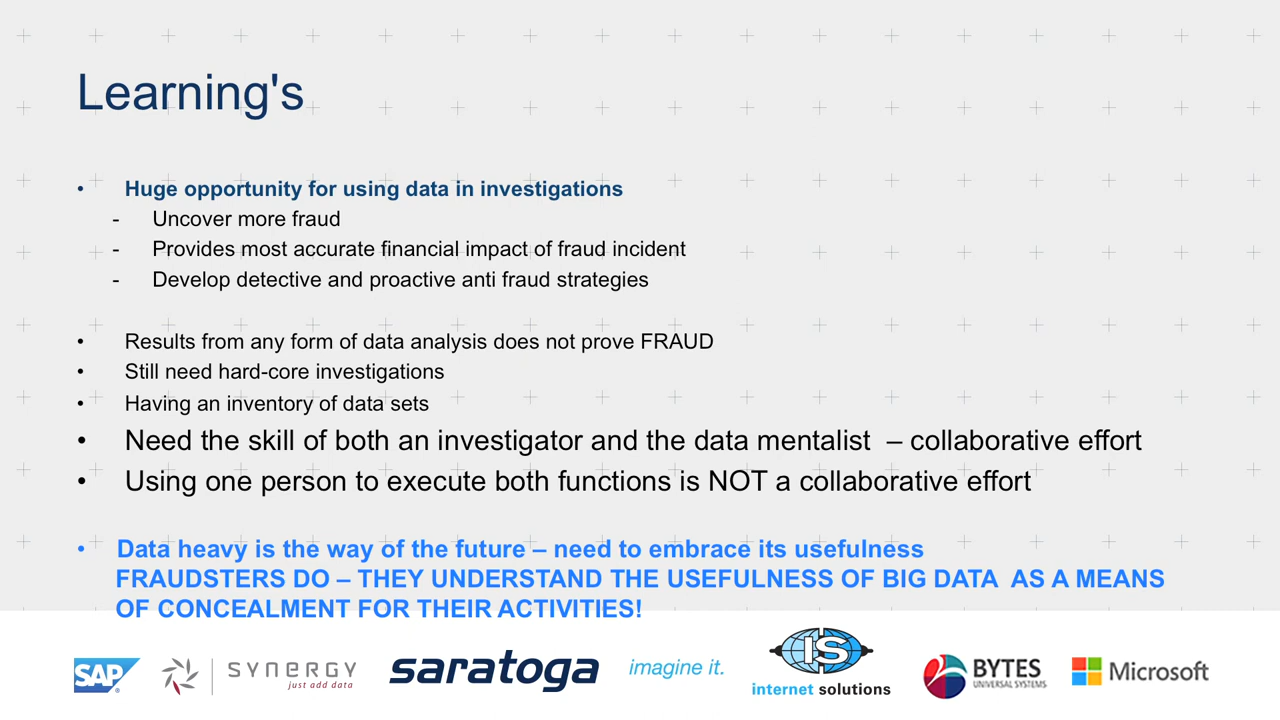 Learning's
• Huge opportunity for using data in investigations
- Uncover more fraud
- Provides most accurate financial impact of fraud incident
- Develop detective and proactive anti fraud strategies
• Results from any form of data analysis does not prove FRAUD
• Still need hard-core investigations
• Having an inventory of data sets
• Need the skill of both an investigator and the data mentalist – collaborative effort
• Using one person to execute both functions is NOT a collaborative effort
• Data heavy is the way of the future – need to embrace its usefulness
FRAUDSTERS DO – THEY UNDERSTAND THE USEFULNESS OF BIG DATA AS A MEANS
OF CONCEALMENT FOR THEIR ACTIVITIES!
SAP
SYNERGY
just add data
saratoga
imagine it.
IS
internet solutions
BYTES
UNIVERSAL SYSTEMS
Microsoft